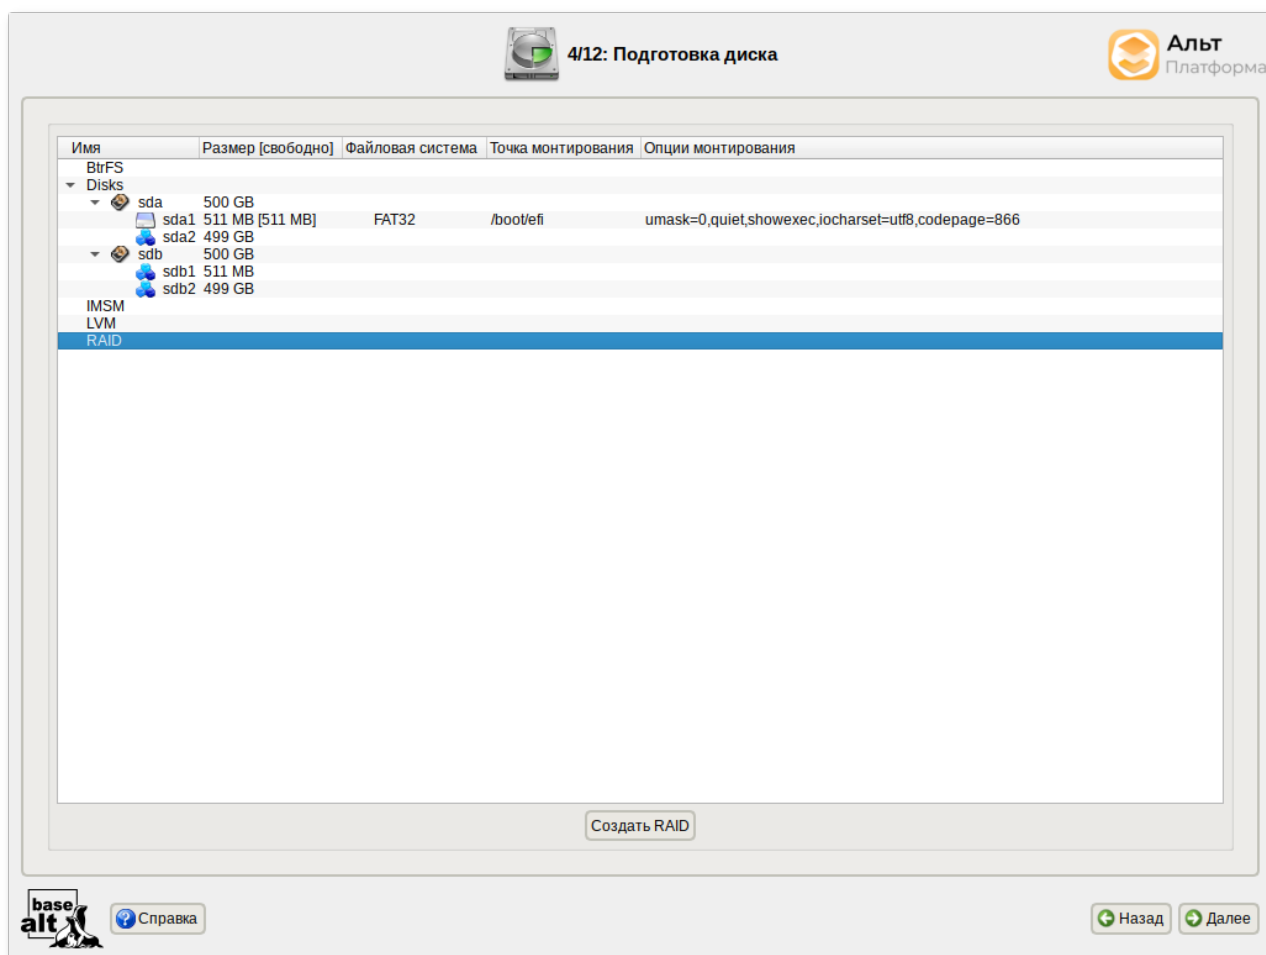 4/12: Подготовка диска
Альт
Платформа
Имя Размер [свободно] Файловая система Точка монтирования Опции монтирования
BtrFS
Disks
sda 500 GB
sda1 511 MB [511 MB] FAT32 /boot/efi umask=0,quiet,showexec,iocharset=utf8,codepage=866
sda2 499 GB
sdb 500 GB
sdb1 511 MB
sdb2 499 GB
IMSM
LVM
RAID
Создать RAID
base
alt
Справка
Назад
Далее